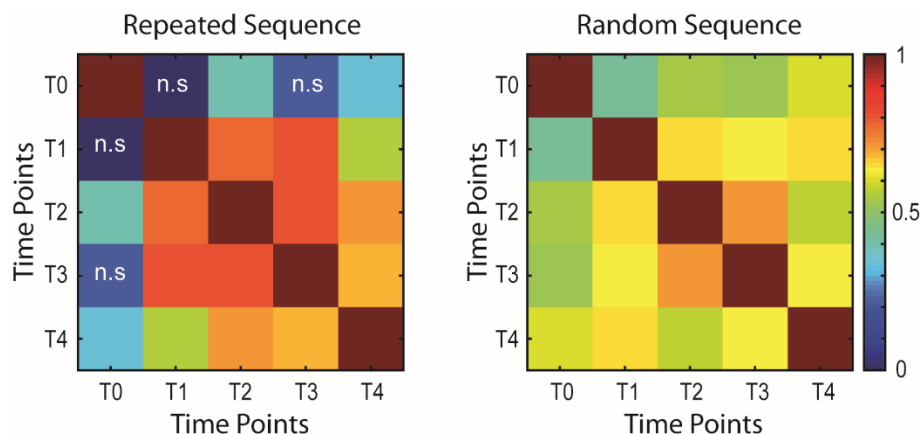 Repeated Sequence
Random Sequence
Time Points
T0
T1
T2
T3
T4
n.s
n.s
n.s
n.s
T0 T1 T2 T3 T4
Time Points
Time Points
T0
T1
T2
T3
T4
T0 T1 T2 T3 T4
Time Points
1
0.5
0